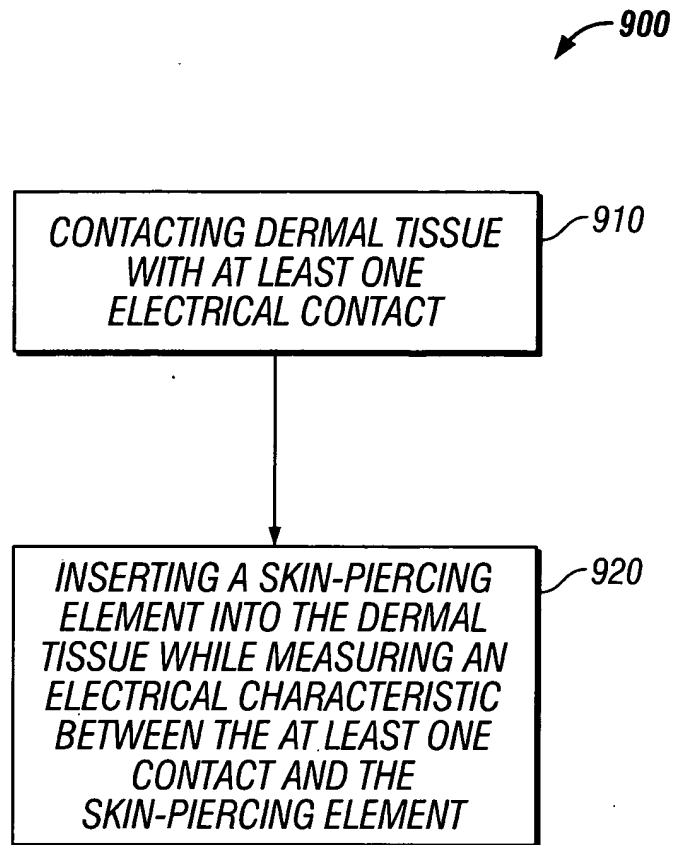 900
CONTACTING DERMAL TISSUE
WITH AT LEAST ONE
ELECTRICAL CONTACT
910
INSERTING A SKIN-PIERCING
ELEMENT INTO THE DERMAL
TISSUE WHILE MEASURING AN
ELECTRICAL CHARACTERISTIC
BETWEEN THE AT LEAST ONE
CONTACT AND THE
SKIN-PIERCING ELEMENT
920